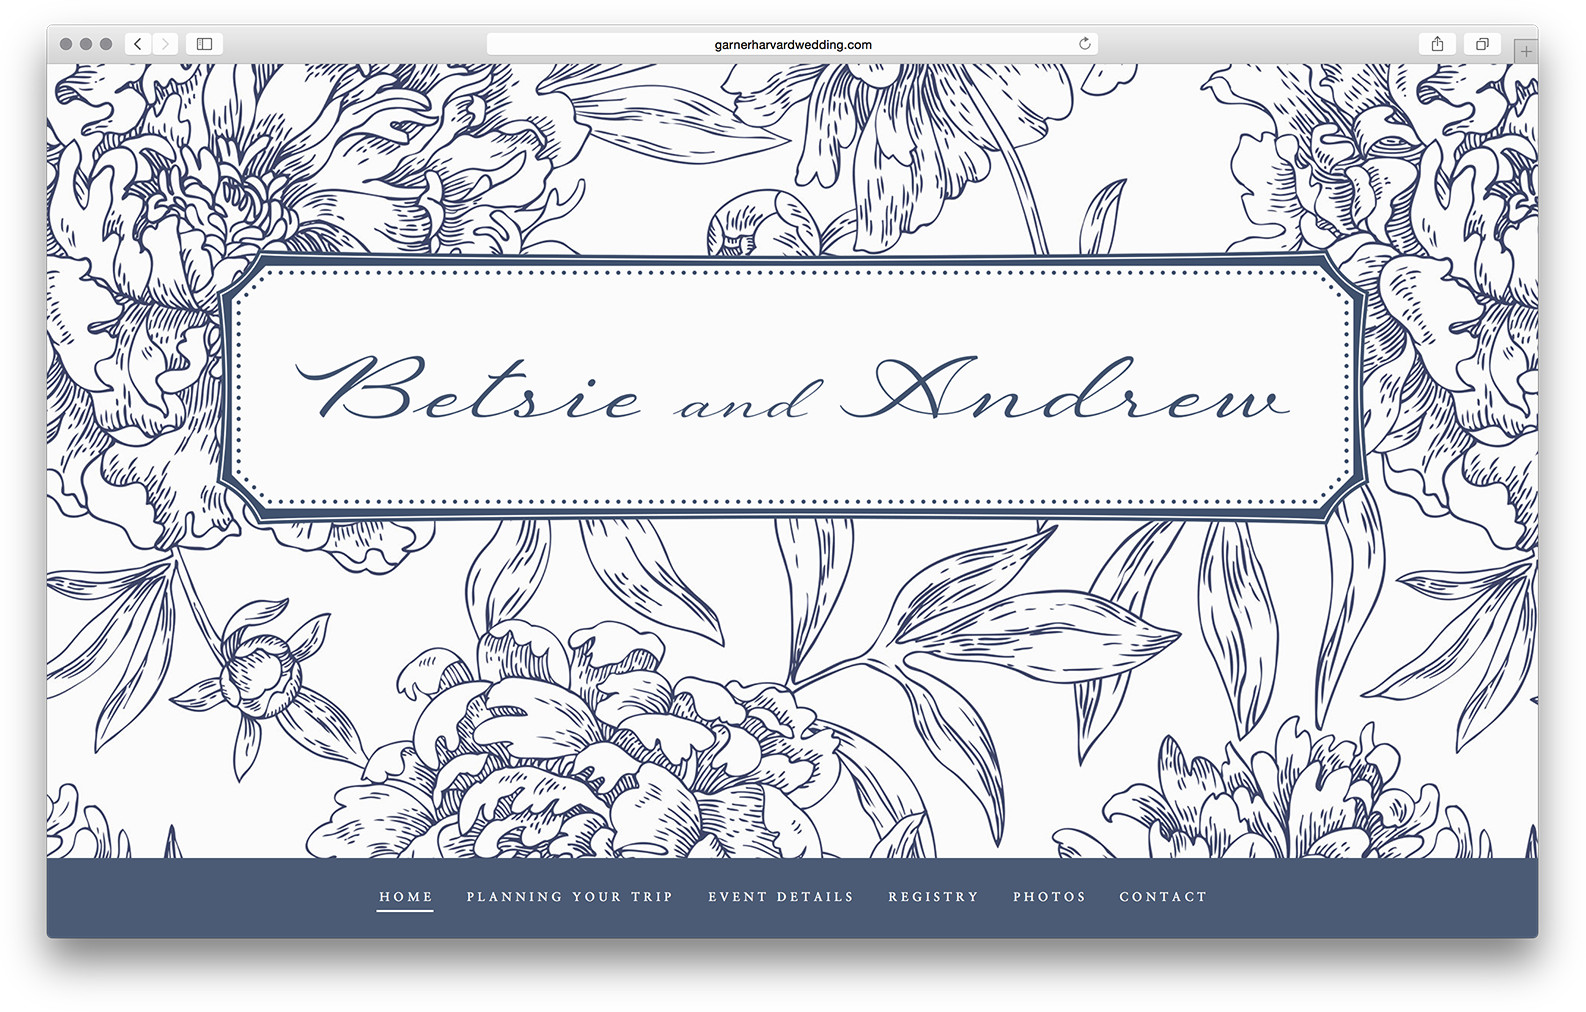 garnerharvardwedding.com
Betsie and Andrew
HOME PLANNING YOUR TRIP EVENT DETAILS REGISTRY PHOTOS CONTACT